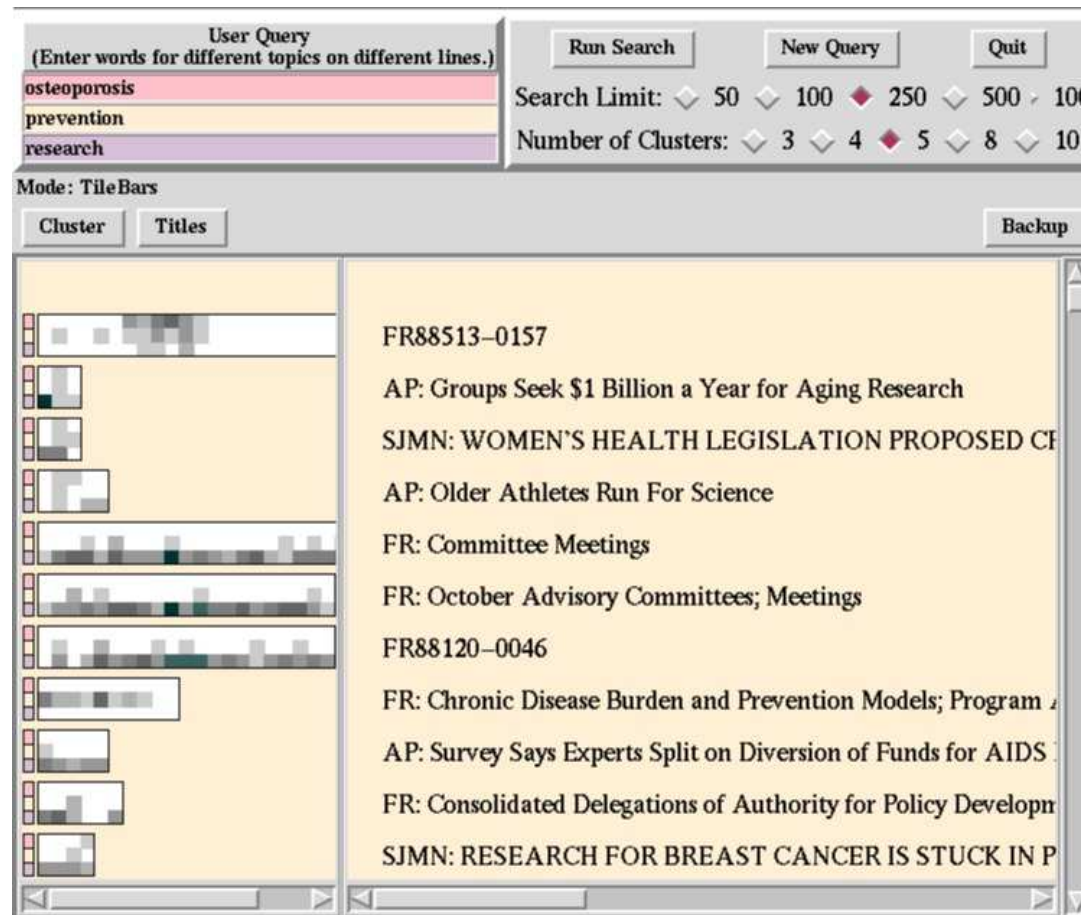 User Query
(Enter words for different topics on different lines.)
osteoporosis
prevention
research
Run Search New Query Quit
Search Limit: 50 100 250 500 100
Number of Clusters: 3 4 5 8 10
Mode: TileBars
Cluster Titles Backup
FR88513-0157
AP: Groups Seek $1 Billion a Year for Aging Research
SJMN: WOMEN'S HEALTH LEGISLATION PROPOSED
AP: Older Athletes Run For Science
FR: Committee Meetings
FR: October Advisory Committees; Meetings
FR88120-0046
FR: Chronic Disease Burden and Prevention Models; Program
AP: Survey Says Experts Split on Diversion of Funds for AIDS
FR: Consolidated Delegations of Authority for Policy
SJMN: RESEARCH FOR BREAST CANCER IS STUCK IN